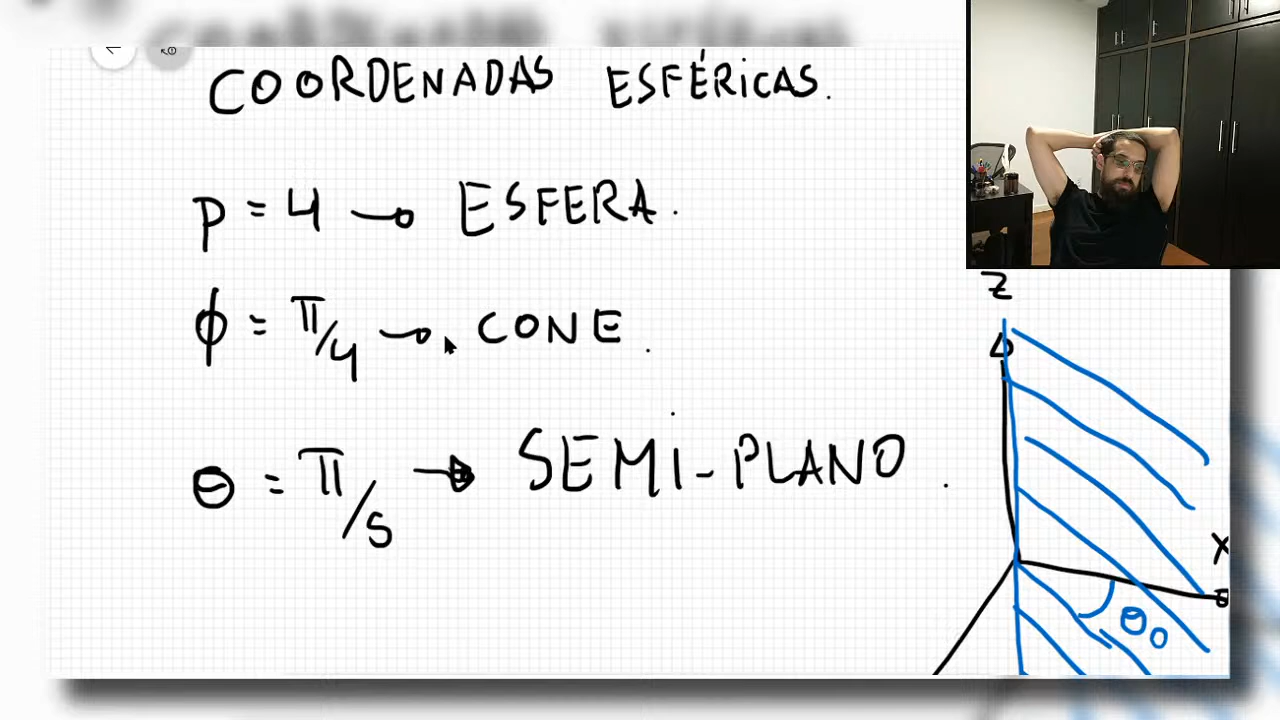 COORDENADAS ESFÉRICAS.
ρ = 4 → ESFERA.
ϕ = π/4 → CONE.
θ = π/5 → SEMI-PLANO.
Z
X
θ₀